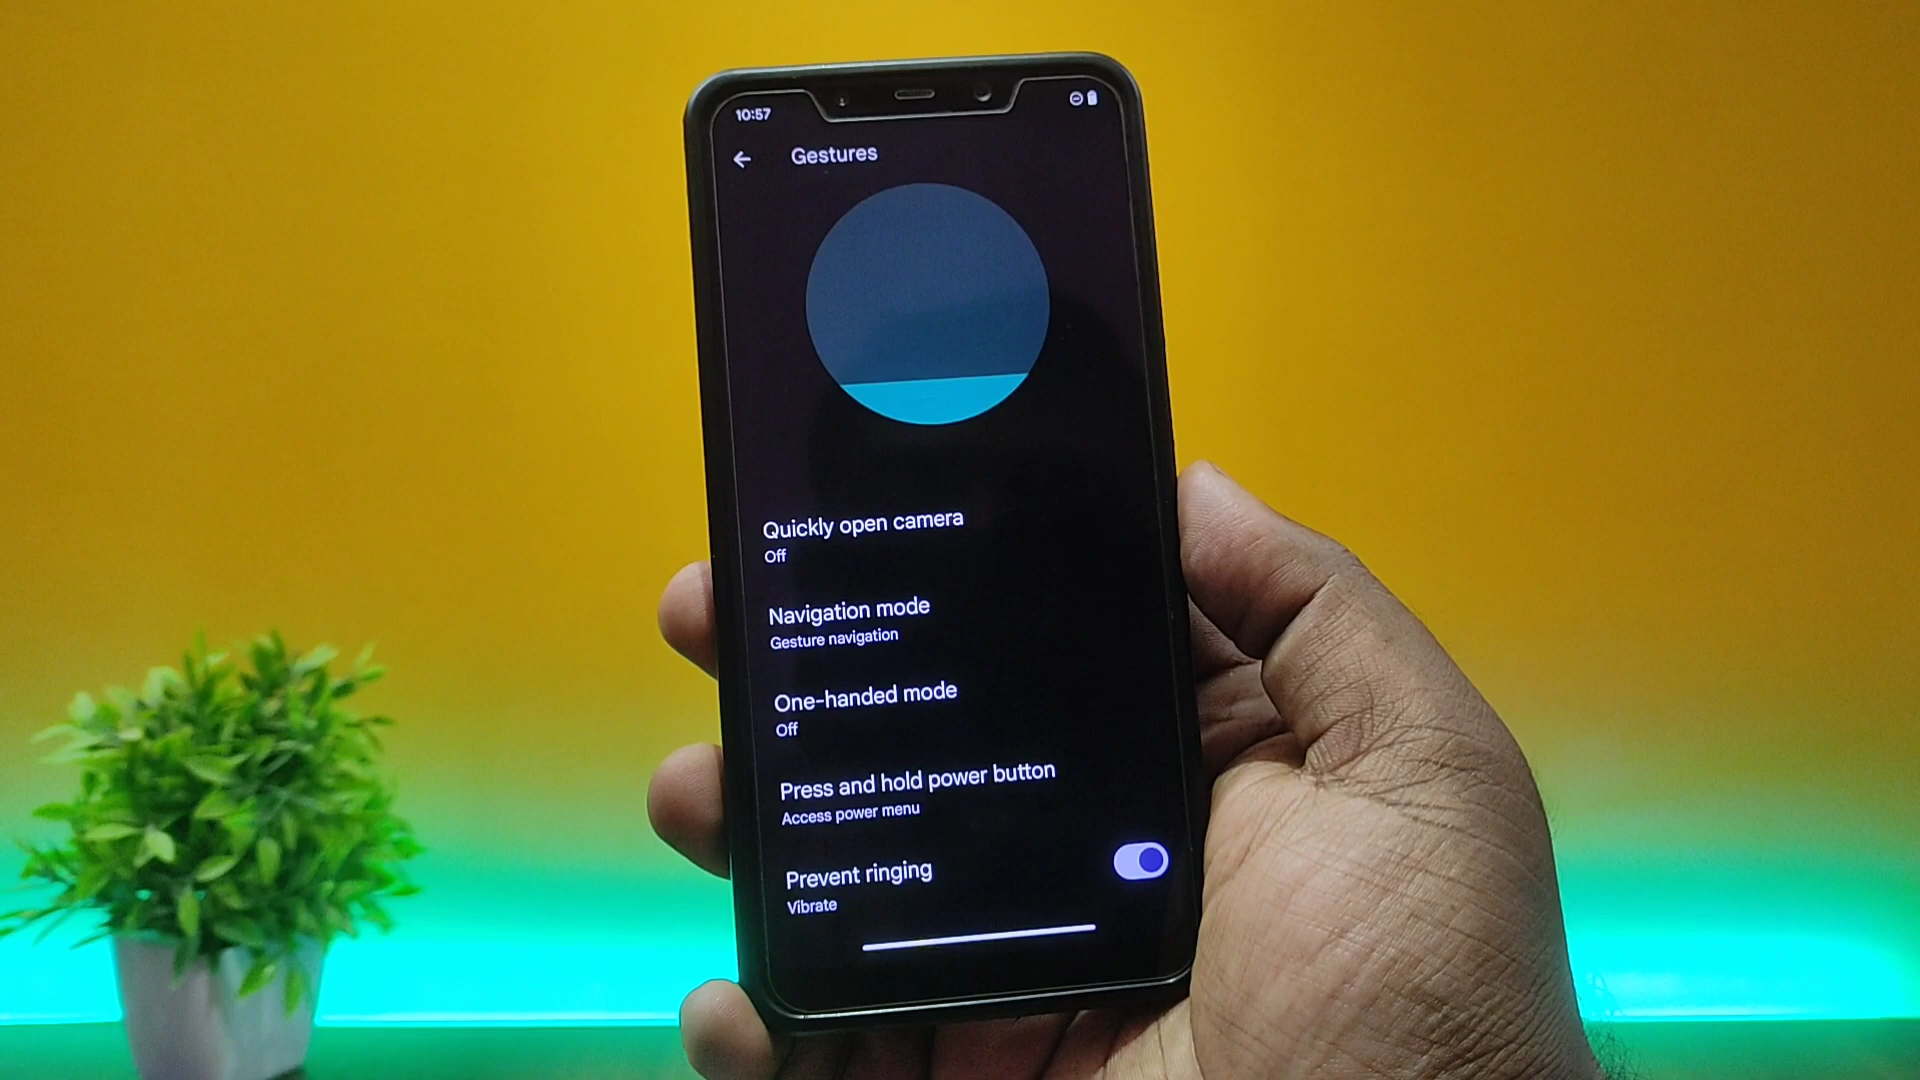 10:57
Gestures
Quickly open camera
Off
Navigation mode
Gesture navigation
One-handed mode
Off
Press and hold power button
Access power menu
Prevent ringing
Vibrate